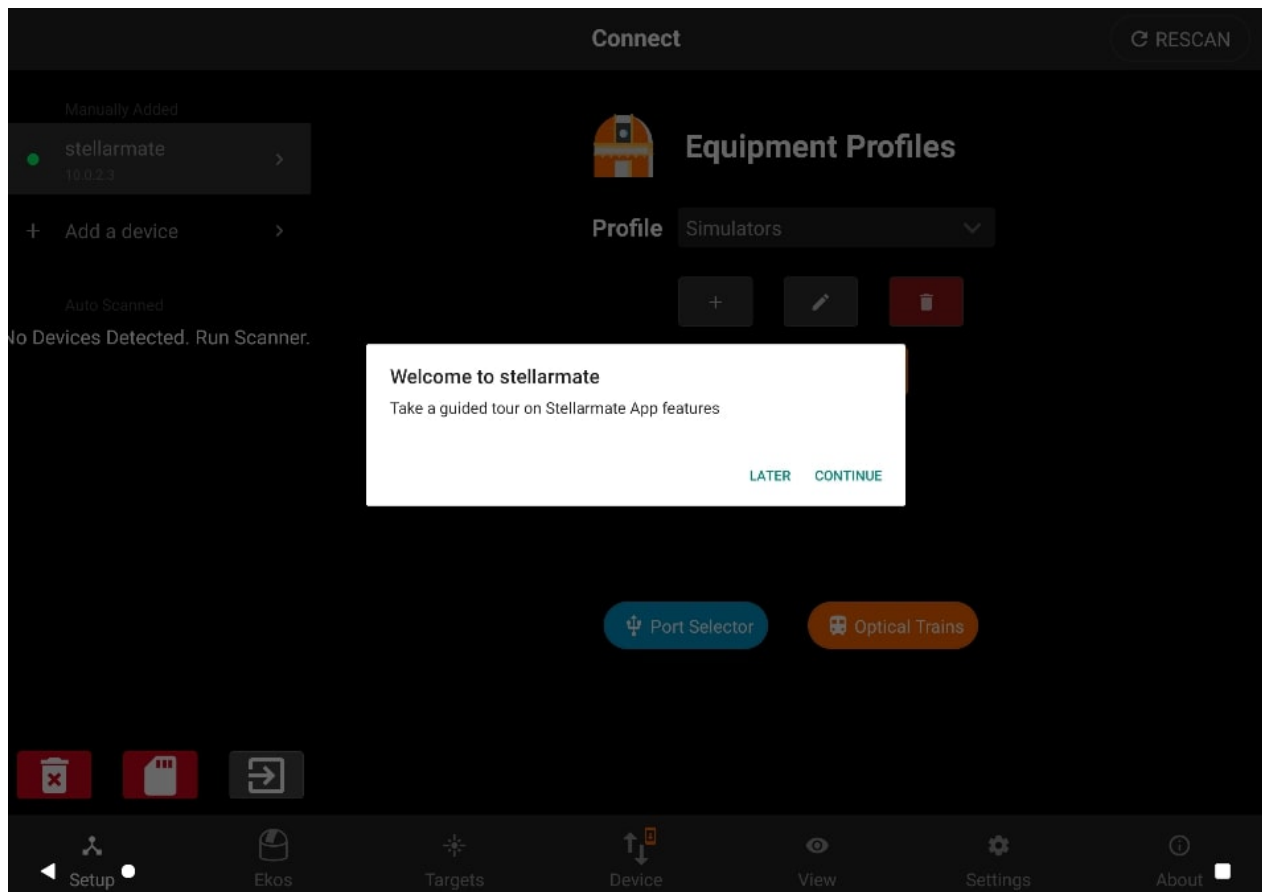 Connect
RESCAN
Manually Added
stellarmate
10.0.2.3
Add a device
Auto Scanned
No Devices Detected. Run Scanner.
Equipment Profiles
Profile
Simulators
Welcome to stellarmate
Take a guided tour on Stellarmate App features
LATER
CONTINUE
Port Selector
Optical Trains
Setup
Ekos
Targets
Device
View
Settings
About